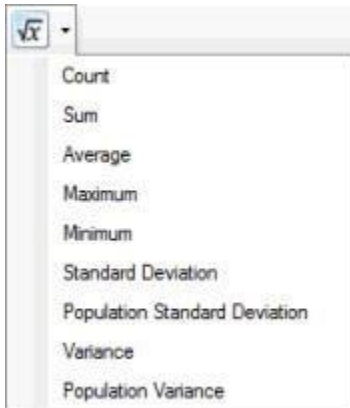 √x
Count
Sum
Average
Maximum
Minimum
Standard Deviation
Population Standard Deviation
Variance
Population Variance